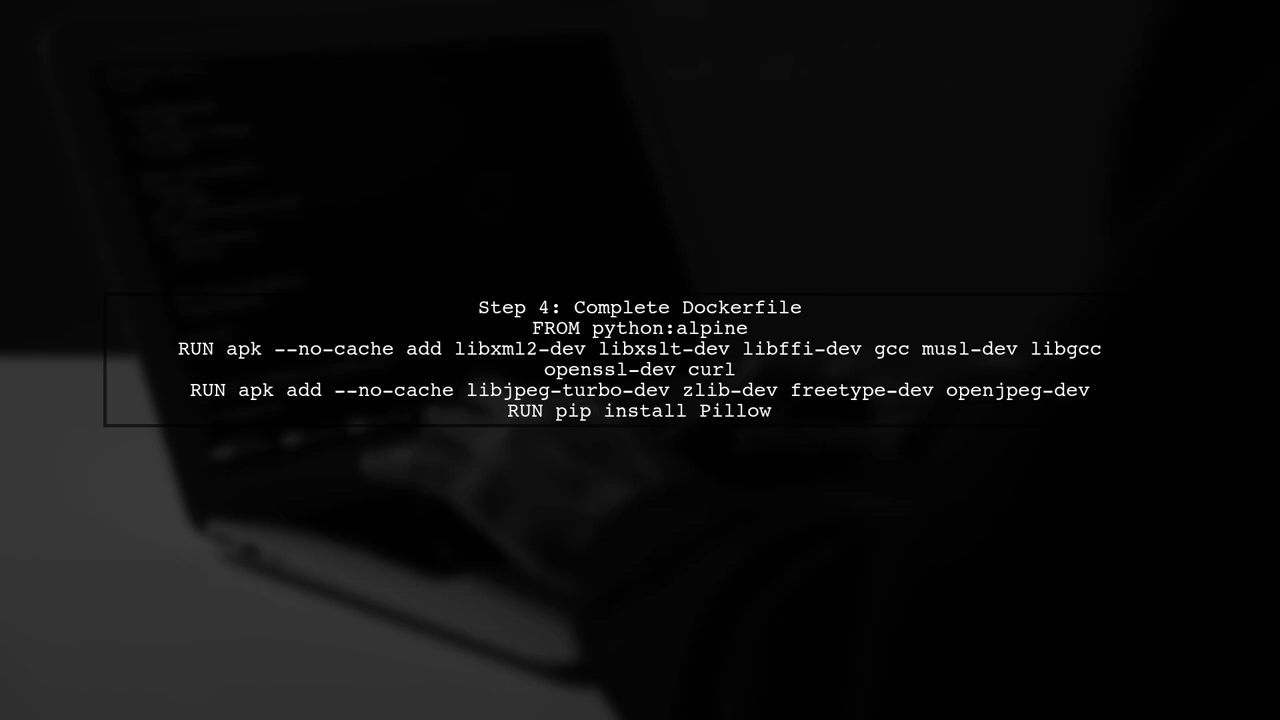 Step 4: Complete Dockerfile
FROM python:alpine
RUN apk --no-cache add libxml2-dev libxslt-dev libffi-dev gcc musl-dev libgcc
openssl-dev curl
RUN apk add --no-cache libjpeg-turbo-dev zlib-dev freetype-dev openjpeg-dev
RUN pip install Pillow